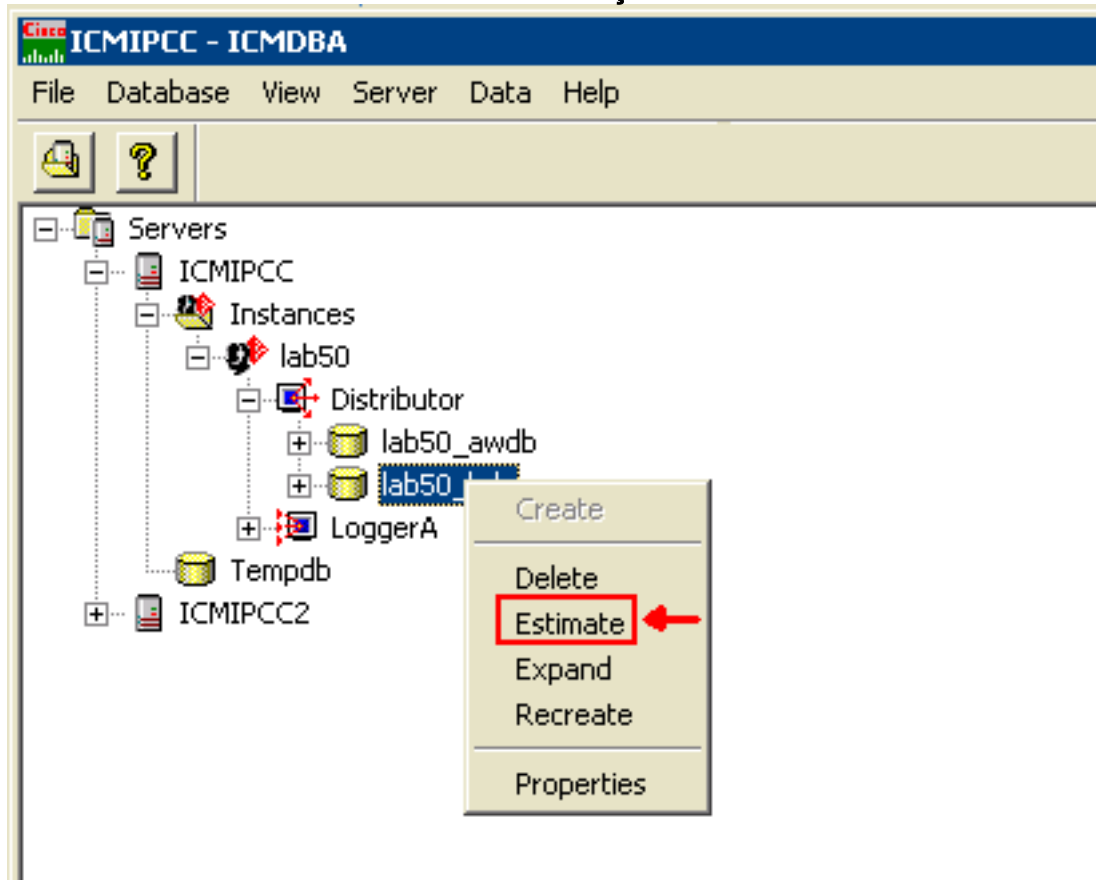 Cisco
ICMIPCC - ICMDBA
File Database View Server Data Help
Servers
ICMIPCC
Instances
lab50
Distributor
lab50_awdb
lab50_
LoggerA
Tempdb
ICMIPCC2
Create
Delete
Estimate
Expand
Recreate
Properties